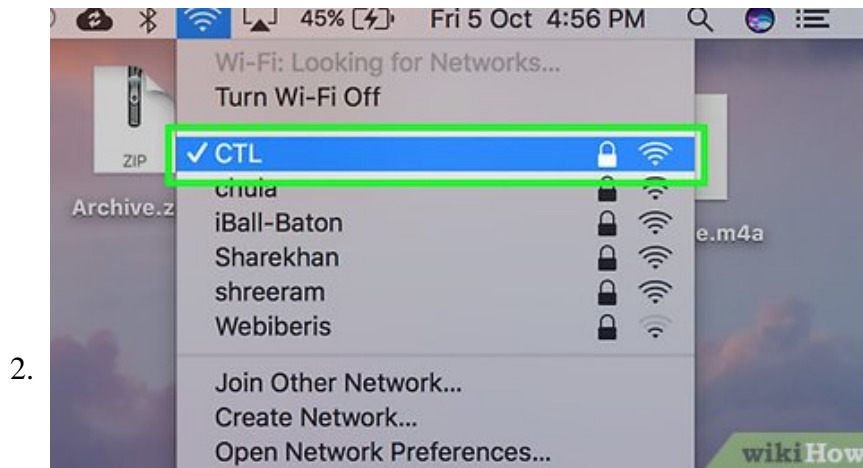 45% Fri 5 Oct 4:56 PM
Wi-Fi: Looking for Networks...
Turn Wi-Fi Off
ZIP
✓ CTL
chula
Archive.z
iBall-Baton
e.m4a
Sharekhan
shreeram
Webiberis
2.
Join Other Network...
Create Network...
Open Network Preferences...
wikiHow